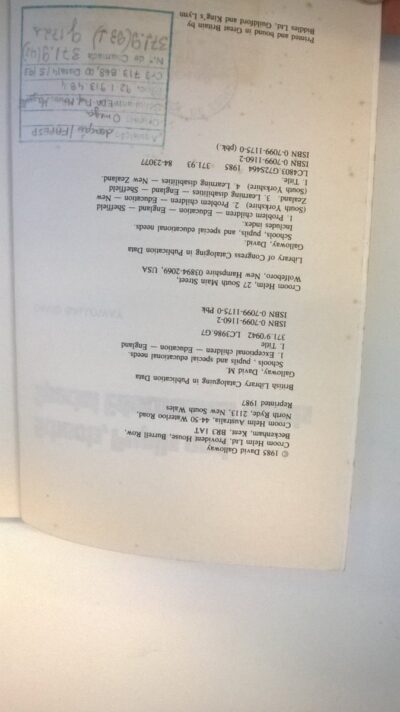 © 1985 David Galloway
Croom Helm Ltd, Provident House, Burrell Row,
Beckenham, Kent, BR3 1AT
Croom Helm Australia, 44-50 Waterloo Road,
North Ryde, 2113, New South Wales
Reprinted 1987
British Library Cataloguing in Publication Data
Galloway, David M.
Schools, pupils and special educational needs.
1. Exceptional children — Education — England
I. Title
371.9'0942 LC3986.G7
ISBN 0-7099-1160-2
ISBN 0-7099-1175-0 Pbk
Croom Helm, 27 South Main Street,
Wolfeboro, New Hampshire 03894-2069, USA
Library of Congress Cataloging in Publication Data
Galloway, David.
Schools, pupils, and special educational needs.
Includes index.
1. Problem children — Education — England — Sheffield
(South Yorkshire) 2. Problem children — Education — New
Zealand. 3. Learning disabilities — England — Sheffield
(South Yorkshire) 4. Learning disabilities — New Zealand.
I. Title.
LC4803.G72S464 1985 371.93 84-23077
ISBN 0-7099-1160-2
ISBN 0-7099-1175-0 (pbk.)
Printed and bound in Great Britain by
Biddles Ltd, Guildford and King's Lynn